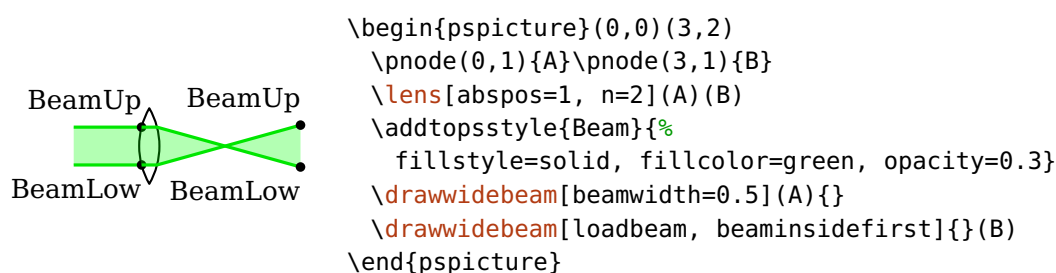 BeamUp BeamUp
BeamLow BeamLow
\begin{pspicture}(0,0)(3,2)
\pnode(0,1){A}\pnode(3,1){B}
\lens[abspos=1, n=2](A)(B)
\addtopsstyle{Beam}{%
fillstyle=solid, fillcolor=green, opacity=0.3}
\drawwidebeam[beamwidth=0.5](A){}
\drawwidebeam[loadbeam, beaminsidefirst]{}(B)
\end{pspicture}